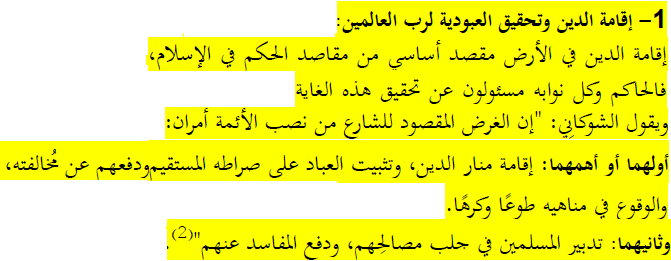 1- إقامة الدين وتحقيق العبودية لرب العالمين:
إقامة الدين في الأرض مقصد أساسي من مقاصد الحكم في الإسلام،
فالحاكم وكل نوابه مسئولون عن تحقيق هذه الغاية
ويقول الشوكانِي: "إن الغرض المقصود للشارع من نصب الأئمة أمران:
أولهما أو أهمهما: إقامة منار الدين، وتثبيت العباد على صراطه المستقيم ودفعهم عن مُخالفته،
والوقوع في مناهيه طوعًا وكرهًا.
وثانيهما: تدبير المسلمين في جلب مصالِحهم، ودفع المفاسد عنهم"(2).